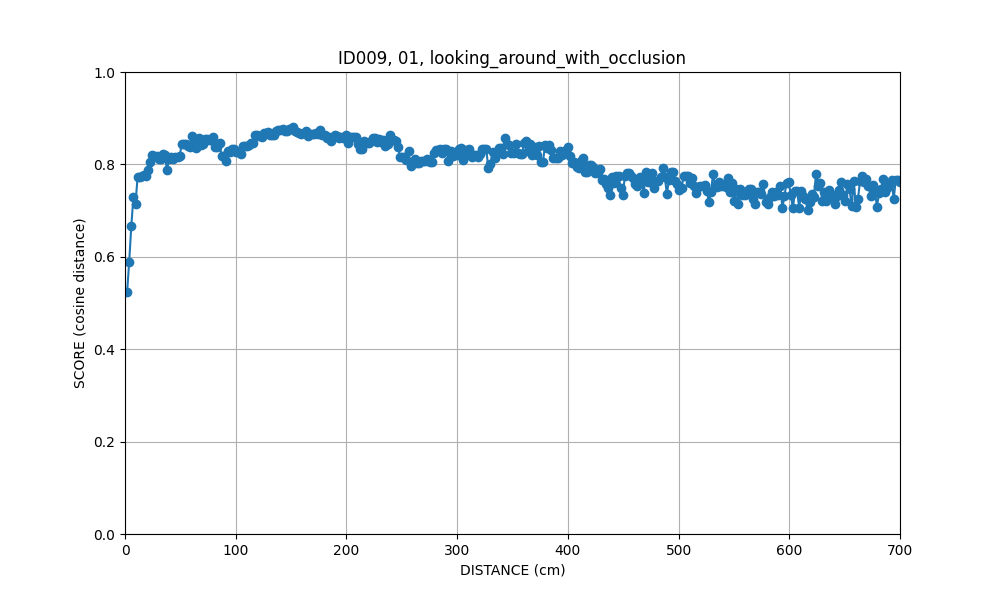 ID009, 01, looking_around_with_occlusion
1.0
0.8
0.6
0.4
0.2
0.0
SCORE (cosine distance)
0 100 200 300 400 500 600 700
DISTANCE (cm)